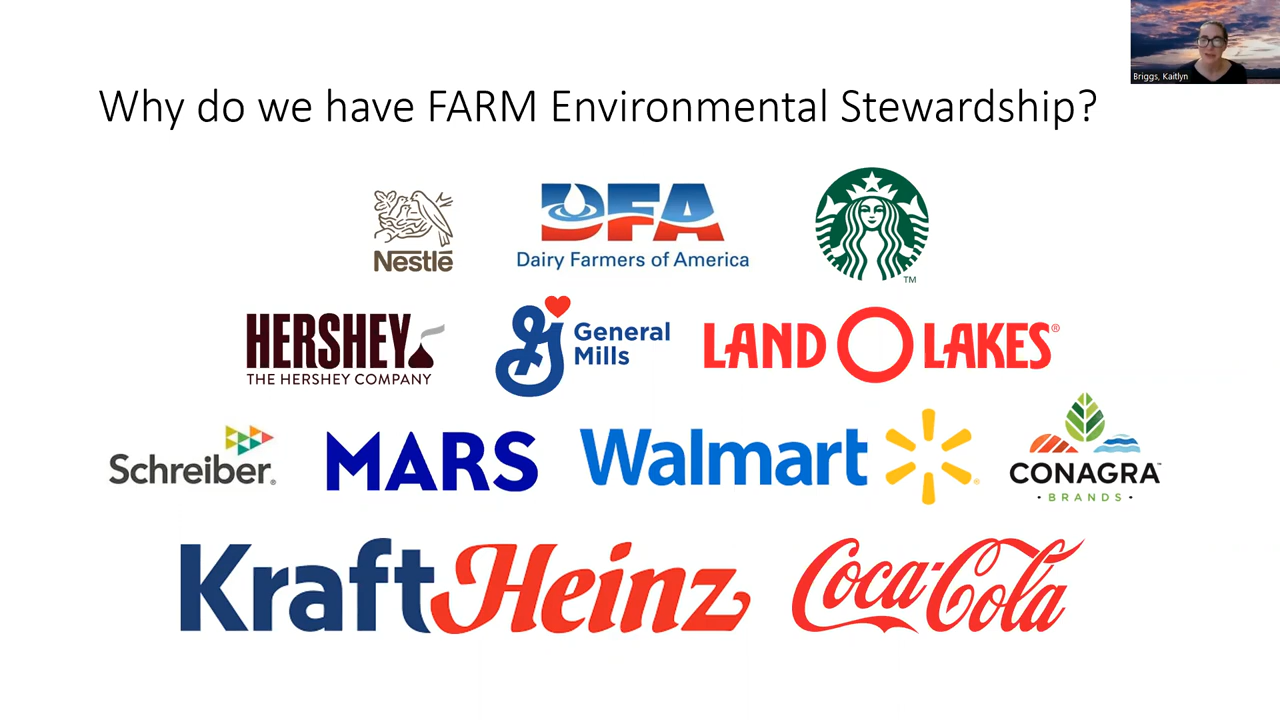 Briggs, Kaitlyn
Why do we have FARM Environmental Stewardship?
Nestlé
DFA
Dairy Farmers of America
TM
HERSHEY
THE HERSHEY COMPANY
General
Mills
LAND O LAKES®
Schreiber®
MARS
Walmart
CONAGRA™
· BRANDS ·
KraftHeinz
Coca-Cola